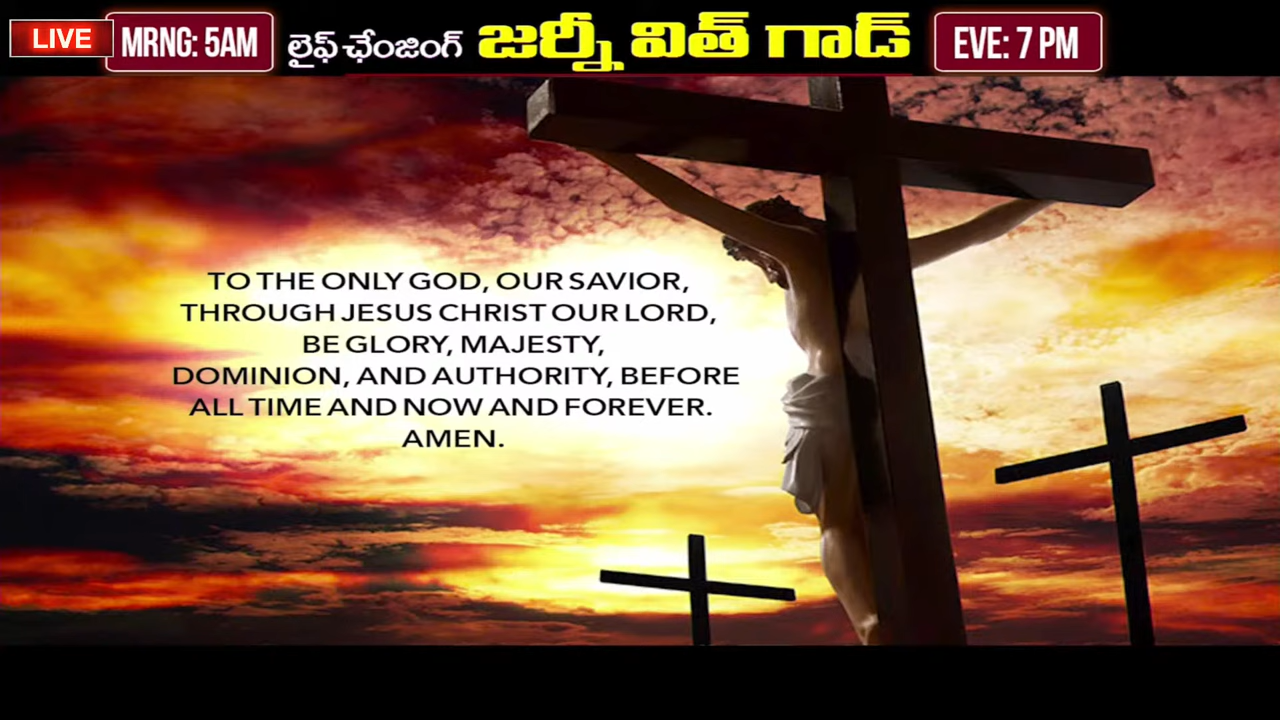 LIVE MRNG: 5AM లైఫ్ ఛేంజింగ్ జర్నీ విత్ గాడ్ EVE: 7 PM
TO THE ONLY GOD, OUR SAVIOR,
THROUGH JESUS CHRIST OUR LORD,
BE GLORY, MAJESTY,
DOMINION, AND AUTHORITY, BEFORE
ALL TIME AND NOW AND FOREVER.
AMEN.